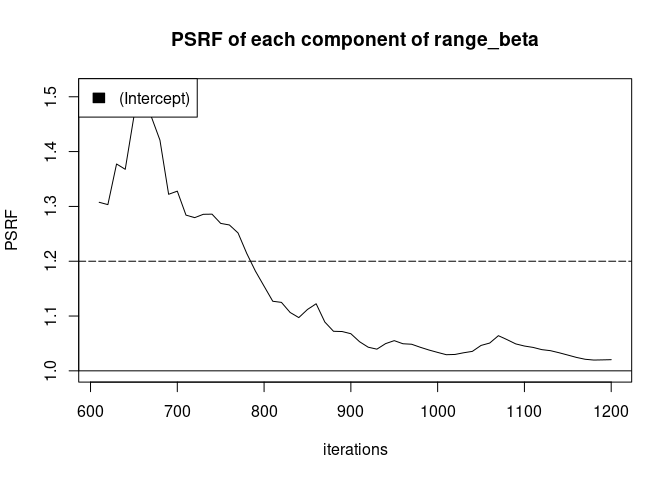 PSRF of each component of range_beta
(Intercept)
1.5
1.4
1.3
1.2
1.1
1.0
PSRF
600 700 800 900 1000 1100 1200
iterations